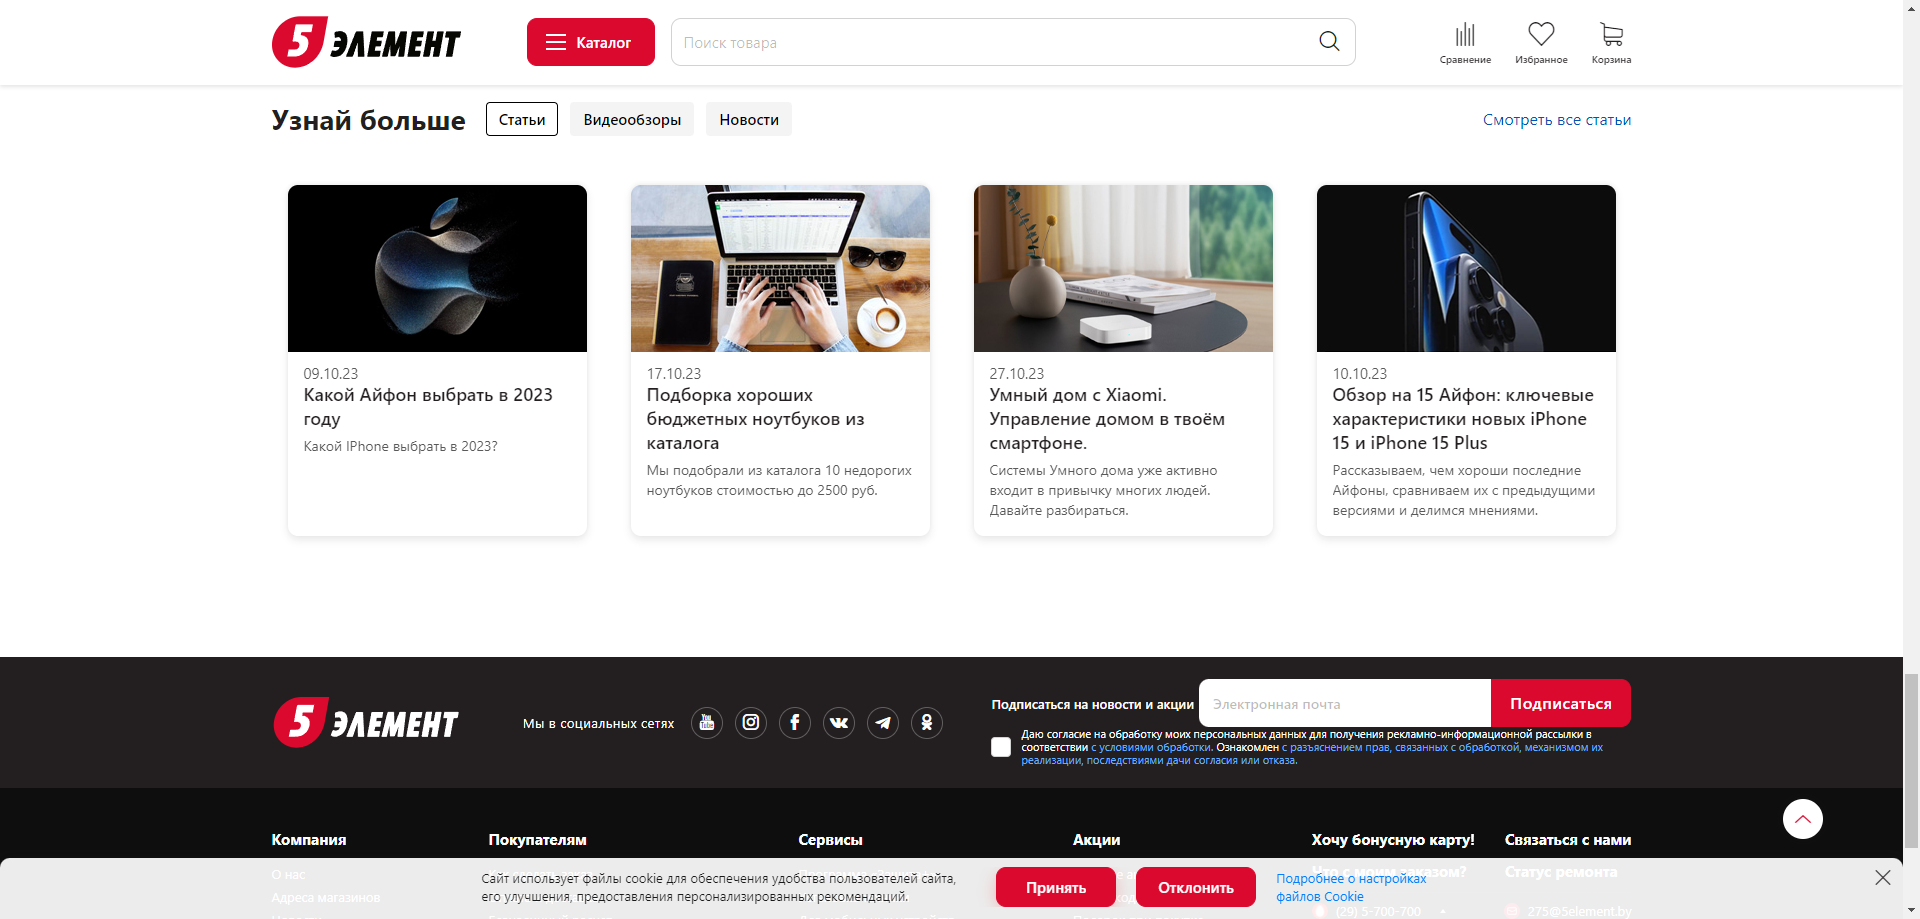 5 ЭЛЕМЕНТ
Каталог
Поиск товара
Сравнение
Избранное
Корзина
Узнай больше
Статьи
Видеообзоры
Новости
Смотреть все статьи
09.10.23
Какой Айфон выбрать в 2023
году
Какой IPhone выбрать в 2023?
17.10.23
Подборка хороших
бюджетных ноутбуков из
каталога
Мы подобрали из каталога 10 недорогих
ноутбуков стоимостью до 2500 руб.
27.10.23
Умный дом с Xiaomi.
Управление домом в твоём
смартфоне.
Системы Умного дома уже активно
входит в привычку многих людей.
Давайте разбираться.
10.10.23
Обзор на 15 Айфон: ключевые
характеристики новых iPhone
15 и iPhone 15 Plus
Рассказываем, чем хороши последние
Айфоны, сравниваем их с предыдущими
версиями и делимся мнениями.
5 ЭЛЕМЕНТ
Мы в социальных сетях
You Tube
Подписаться на новости и акции
Электронная почта
Подписаться
Даю согласие на обработку моих персональных данных для получения рекламно-информационной рассылки в
соответствии с условиями обработки. Ознакомлен с разъяснением прав, связанных с обработкой, механизмом их
реализации, последствиями дачи согласия или отказа.
Компания
Покупателям
Сервисы
Акции
Хочу бонусную карту!
Связаться с нами
О нас
Адреса магазинов
Что с моим заказом?
Статус ремонта
(29) 5-700-700
275@5element.by
Сайт использует файлы cookie для обеспечения удобства пользователей сайта,
его улучшения, предоставления персонализированных рекомендаций.
Принять
Отклонить
Подробнее о настройках
файлов Cookie